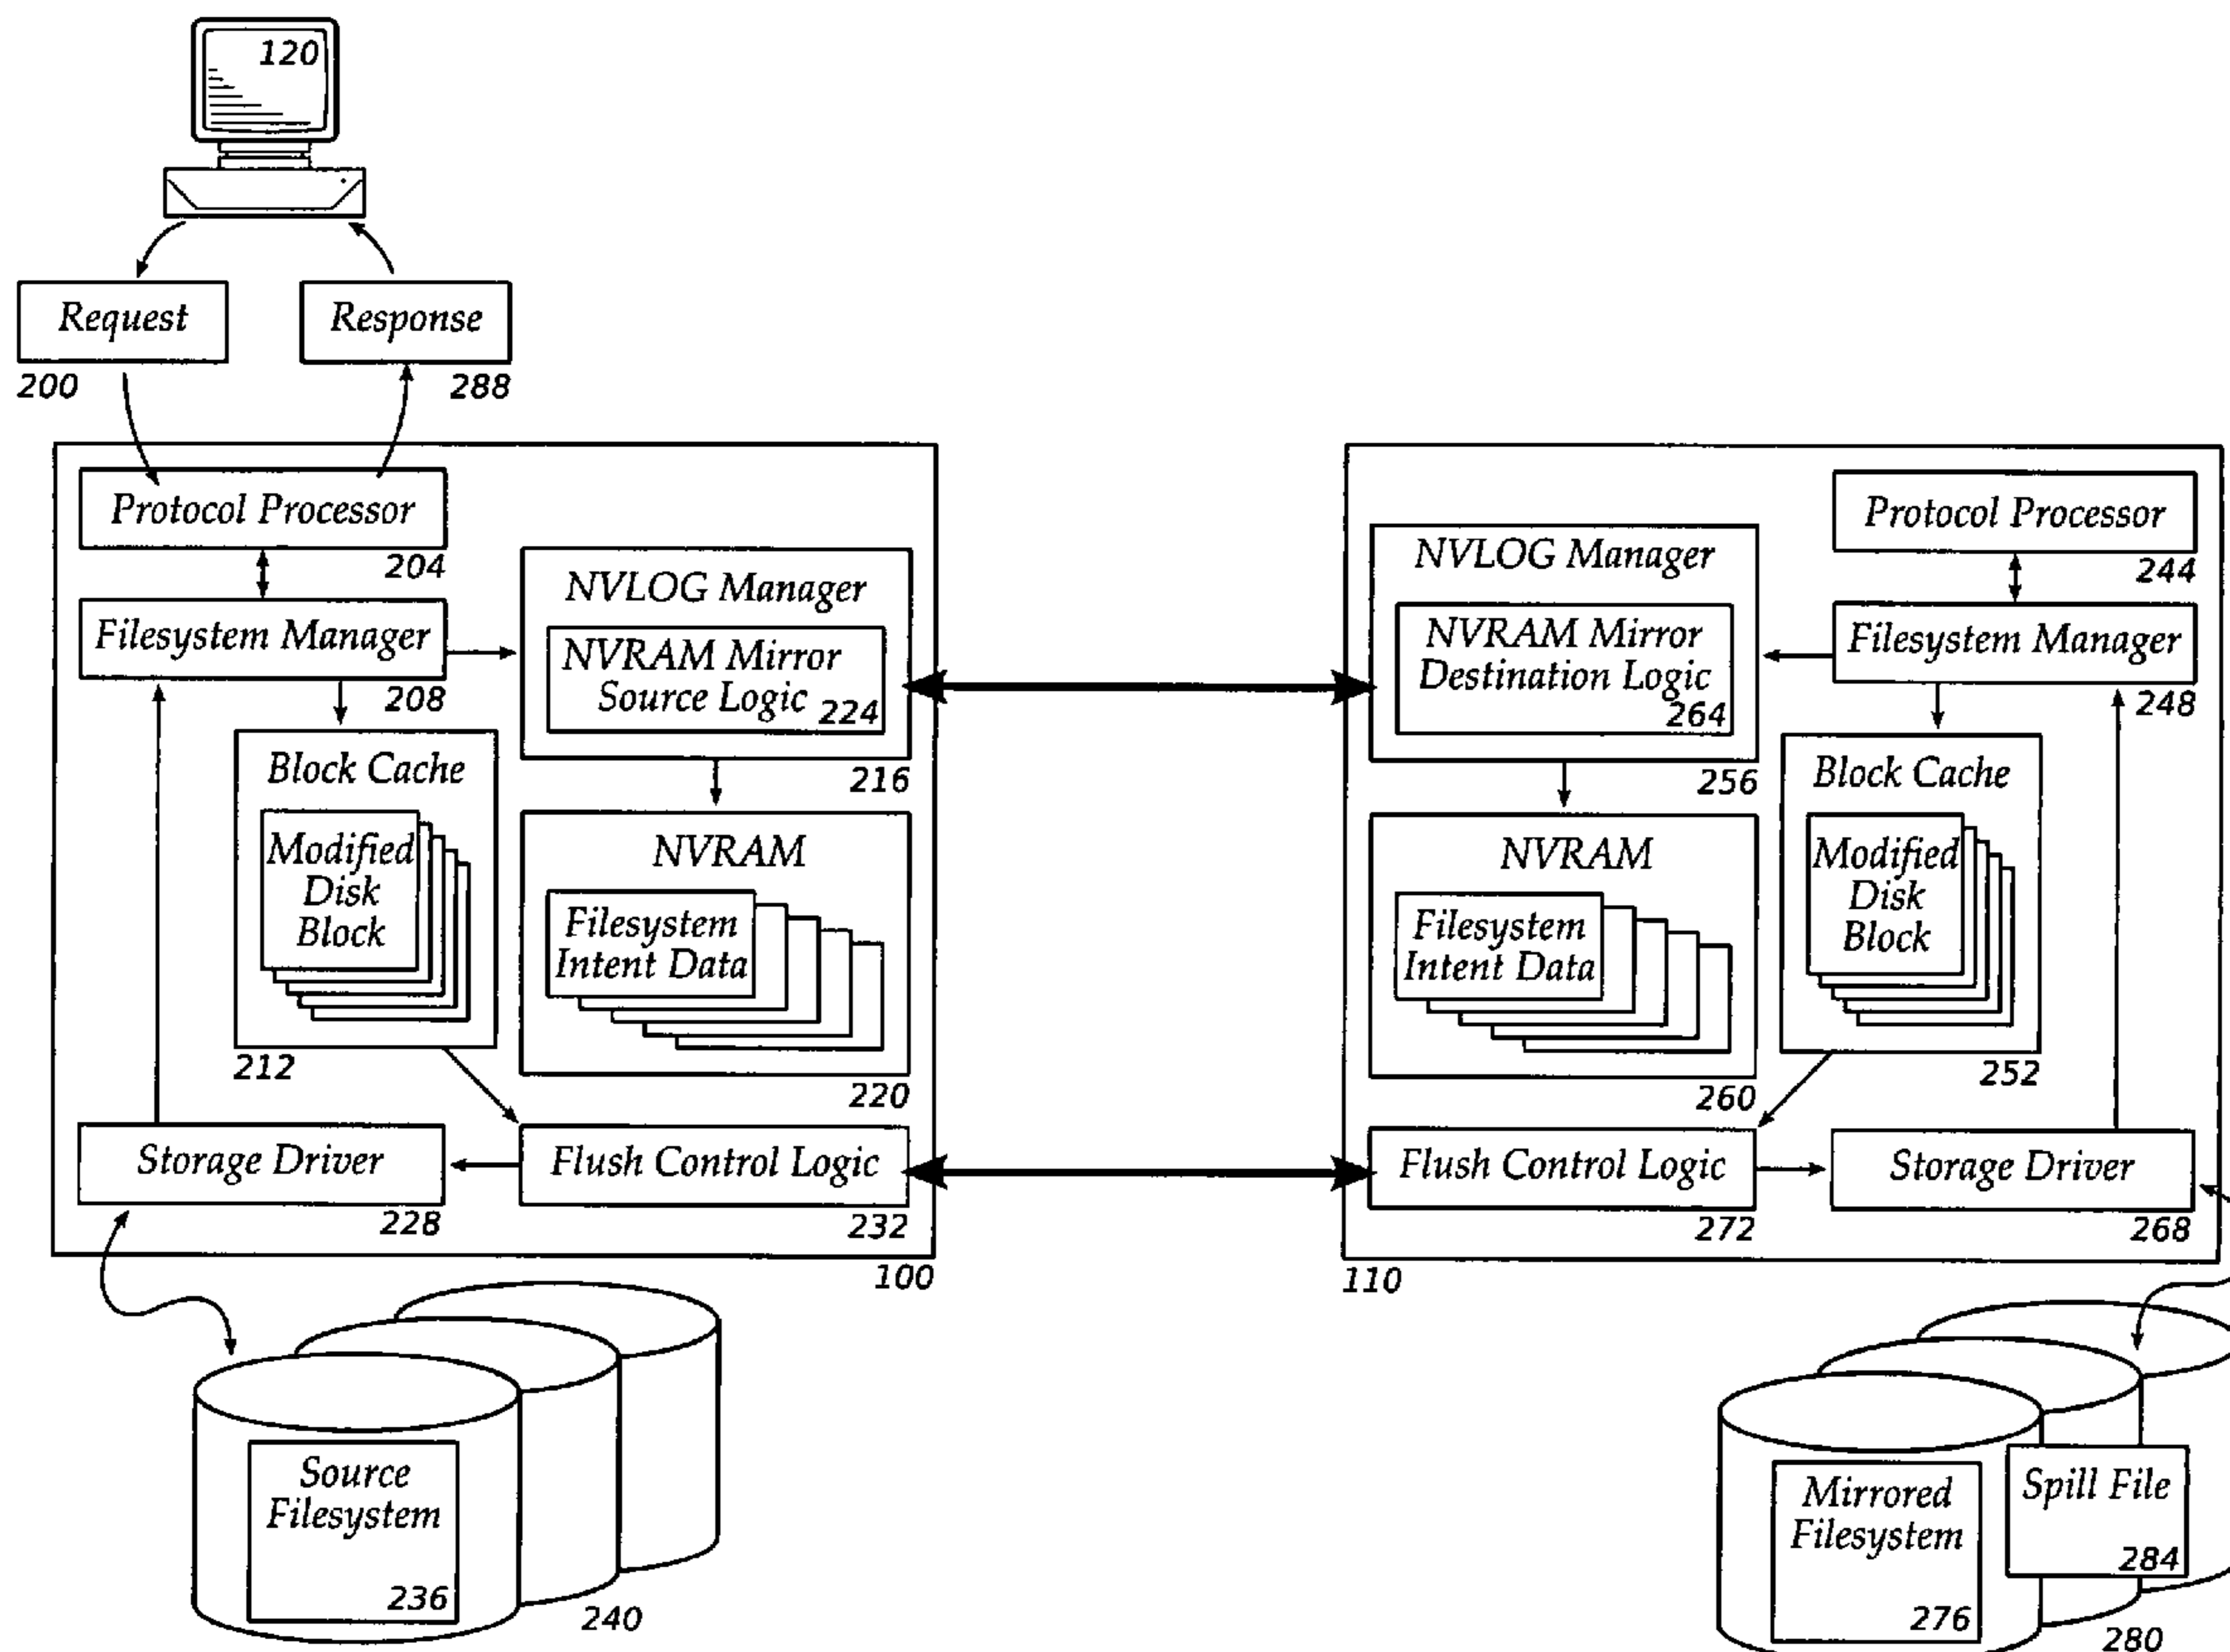 120
Request
200
Response
288
Protocol Processor
204
Filesystem Manager
208
NVLOG Manager
NVRAM Mirror
Source Logic
224
216
Block Cache
Modified
Disk
Block
212
NVRAM
Filesystem
Intent Data
220
Storage Driver
228
Flush Control Logic
232
100
Source
Filesystem
236
240
NVLOG Manager
NVRAM Mirror
Destination Logic
264
256
Protocol Processor
244
Filesystem Manager
248
NVRAM
Filesystem
Intent Data
260
Block Cache
Modified
Disk
Block
252
Flush Control Logic
272
Storage Driver
268
110
Mirrored
Filesystem
276
Spill File
284
280